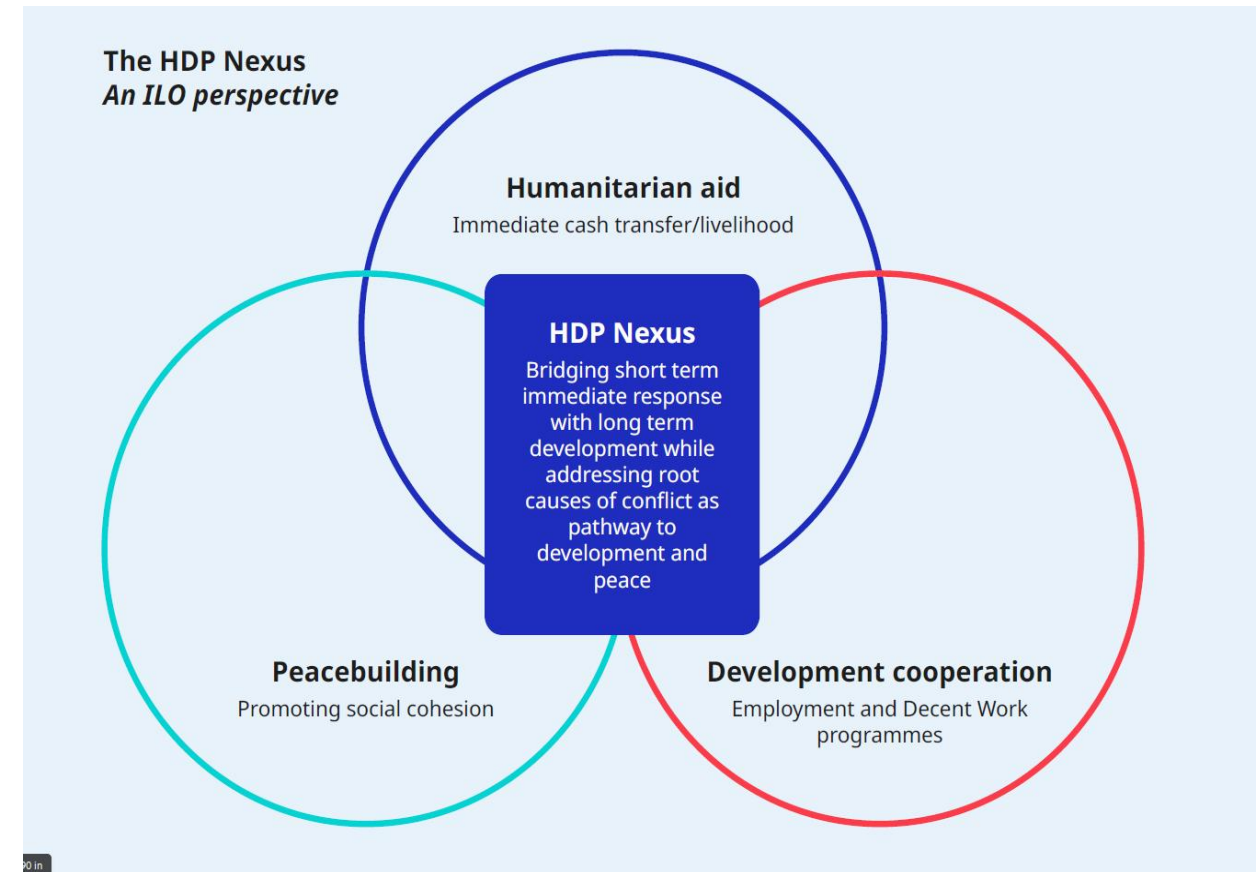 The HDP Nexus
An ILO perspective
Humanitarian aid
Immediate cash transfer/livelihood
HDP Nexus
Bridging short term
immediate response
with long term
development while
addressing root
causes of conflict as
pathway to
development and
peace
Peacebuilding
Promoting social cohesion
Development cooperation
Employment and Decent Work
programmes
90 in